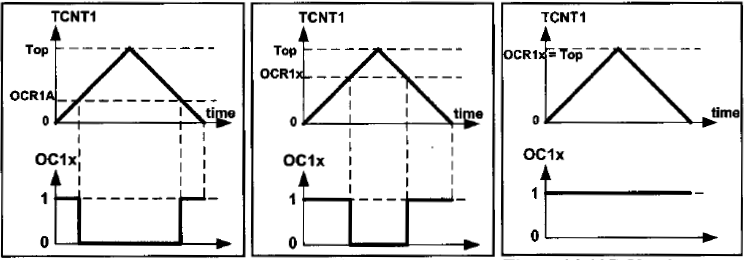 TCNT1
Top
OCR1A
0
time
OC1x
1
0
TCNT1
Top
OCR1x
0
time
OC1x
1
0
TCNT1
OCR1x = Top
0
time
OC1x
1
0